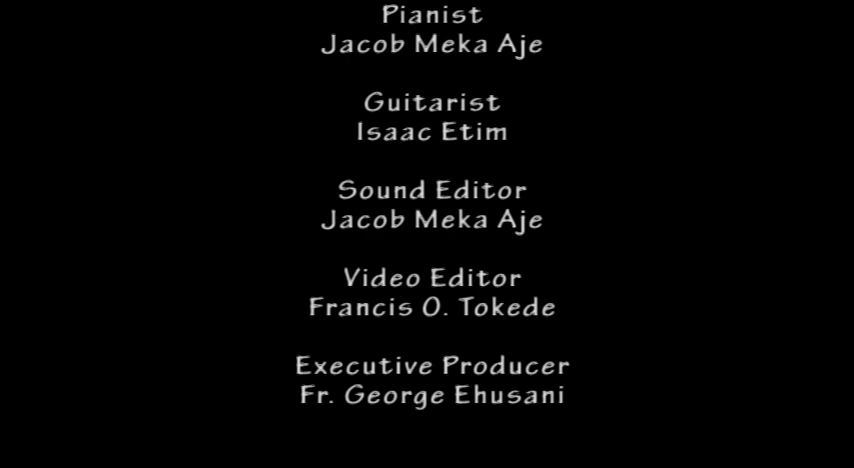 Pianist
Jacob Meka Aje
Guitarist
Isaac Etim
Sound Editor
Jacob Meka Aje
Video Editor
Francis O. Tokede
Executive Producer
Fr. George Ehusani